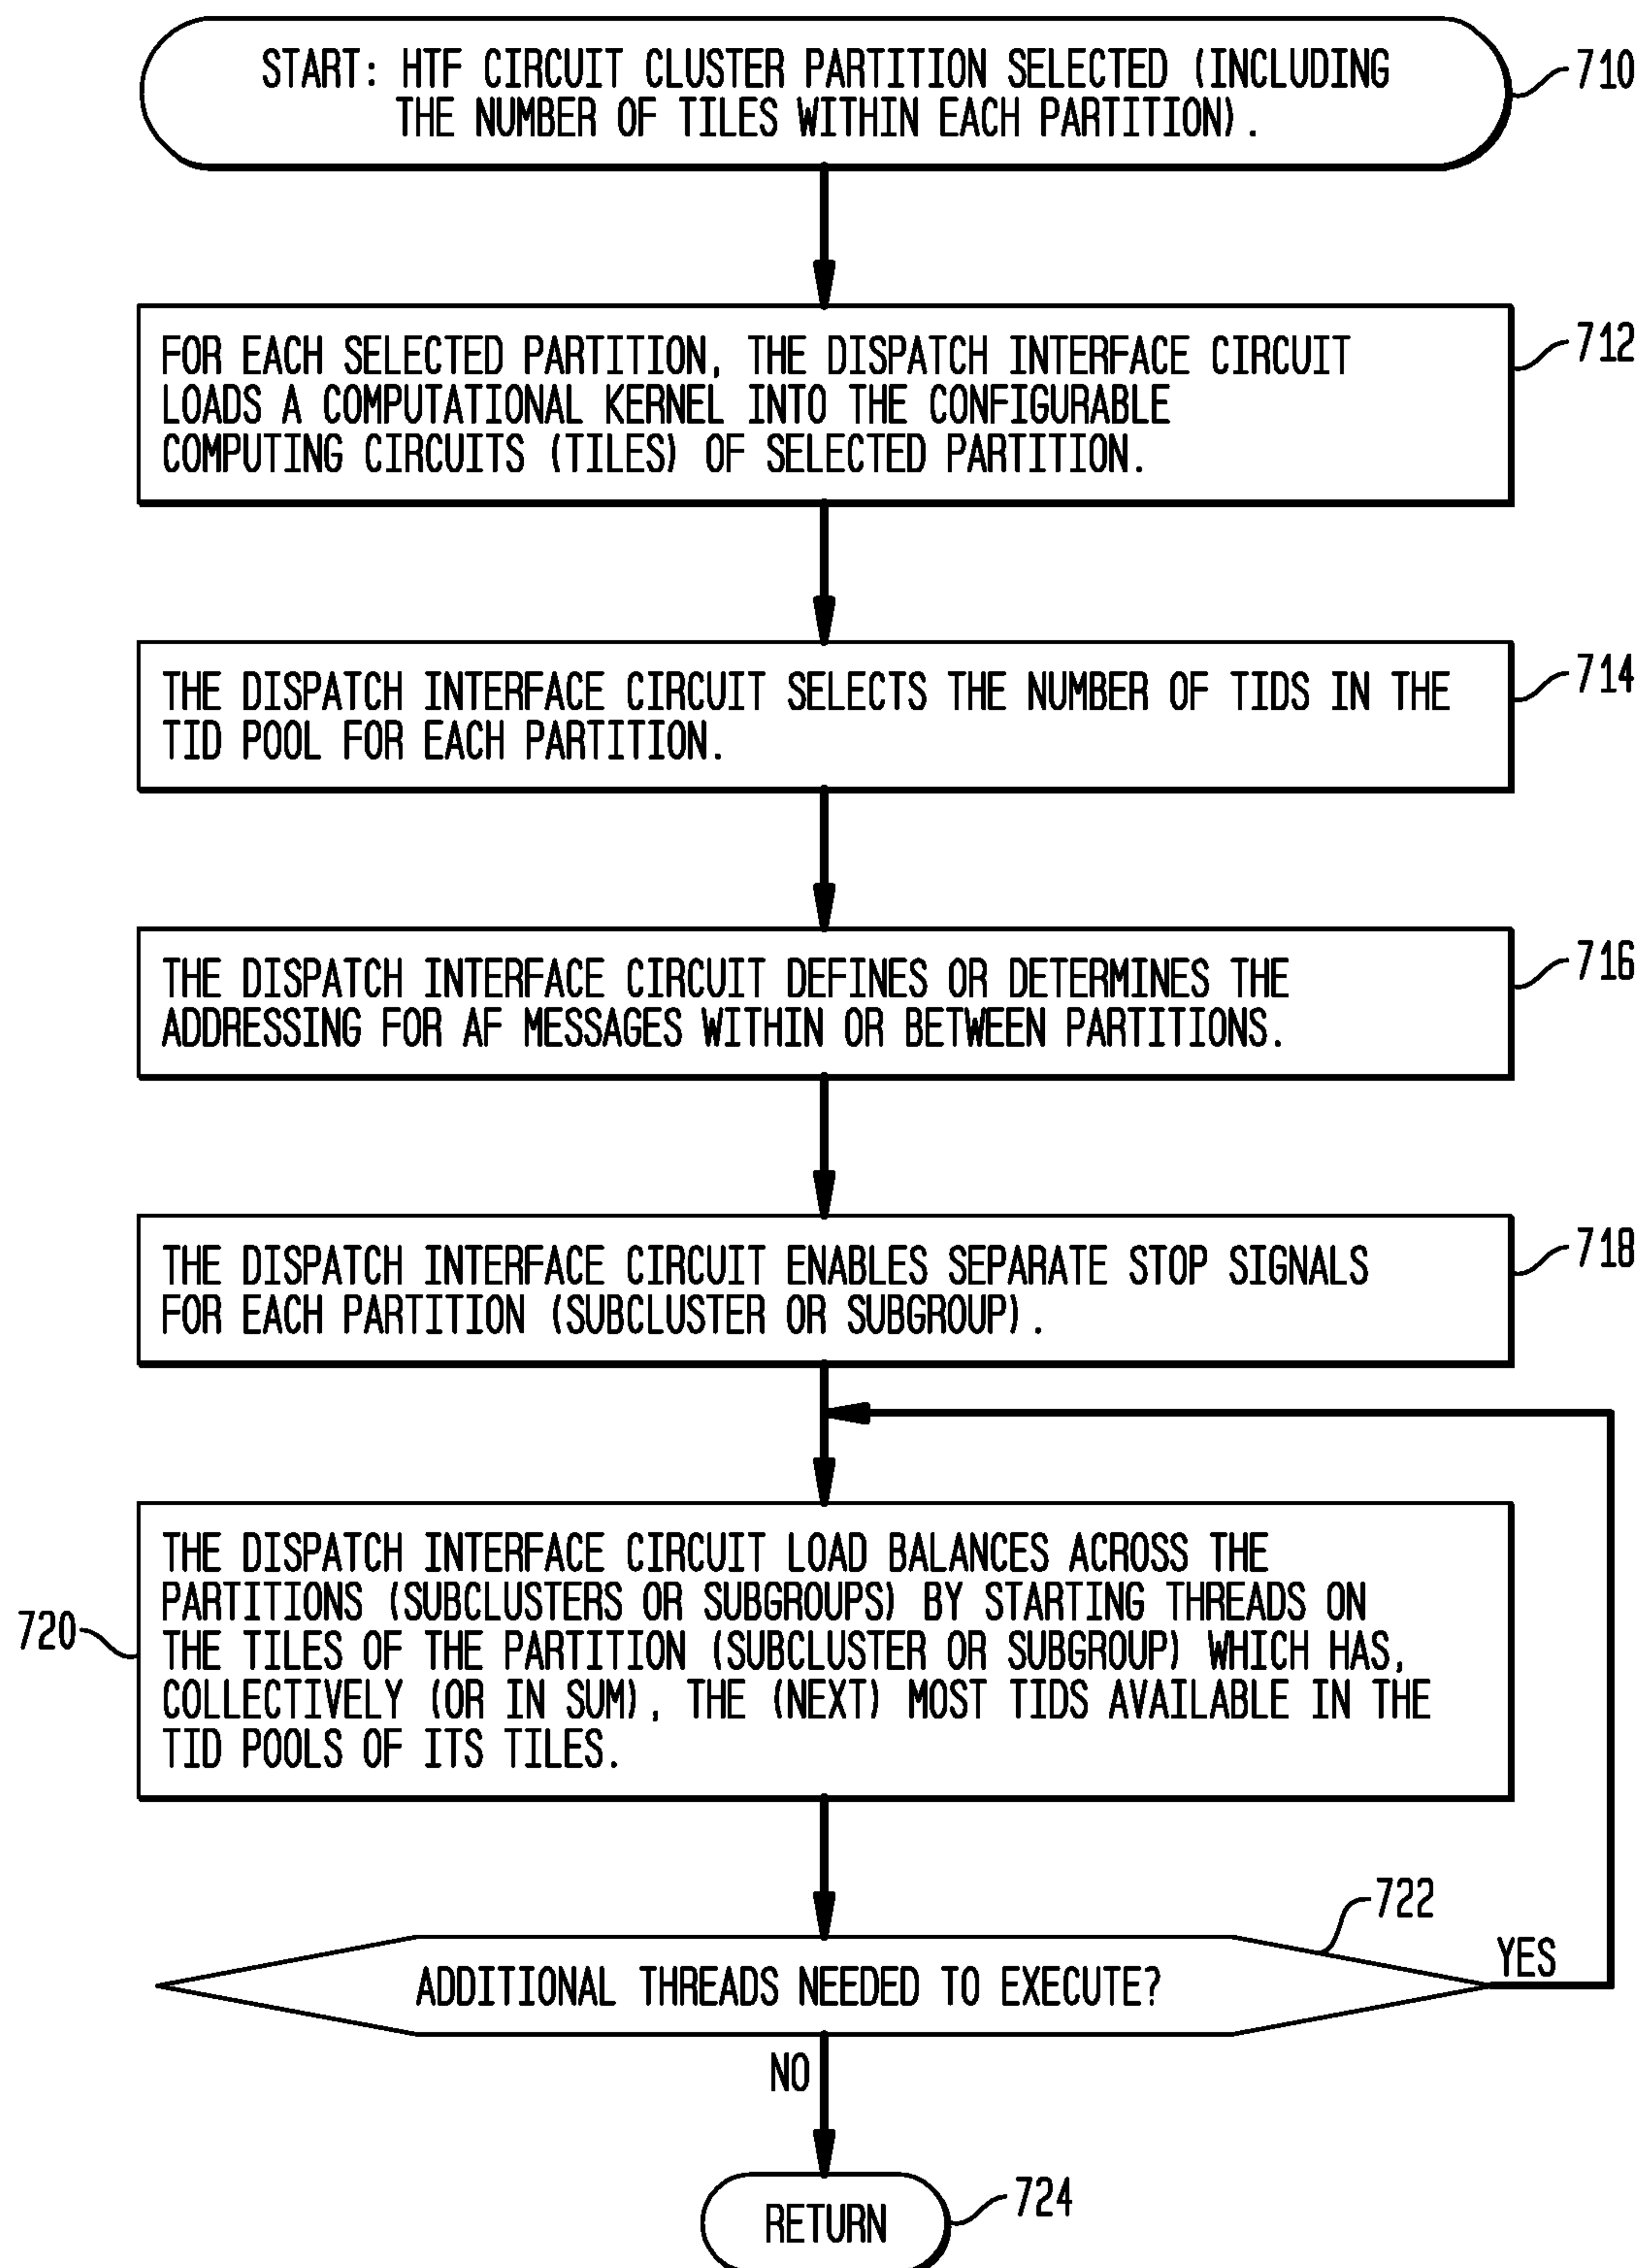 START: HTF CIRCUIT CLUSTER PARTITION SELECTED (INCLUDING
THE NUMBER OF TILES WITHIN EACH PARTITION).
710
FOR EACH SELECTED PARTITION, THE DISPATCH INTERFACE CIRCUIT
LOADS A COMPUTATIONAL KERNEL INTO THE CONFIGURABLE
COMPUTING CIRCUITS (TILES) OF SELECTED PARTITION.
712
THE DISPATCH INTERFACE CIRCUIT SELECTS THE NUMBER OF TIDS IN THE
TID POOL FOR EACH PARTITION.
714
THE DISPATCH INTERFACE CIRCUIT DEFINES OR DETERMINES THE
ADDRESSING FOR AF MESSAGES WITHIN OR BETWEEN PARTITIONS.
716
THE DISPATCH INTERFACE CIRCUIT ENABLES SEPARATE STOP SIGNALS
FOR EACH PARTITION (SUBCLUSTER OR SUBGROUP).
718
THE DISPATCH INTERFACE CIRCUIT LOAD BALANCES ACROSS THE
PARTITIONS (SUBCLUSTERS OR SUBGROUPS) BY STARTING THREADS ON
THE TILES OF THE PARTITION (SUBCLUSTER OR SUBGROUP) WHICH HAS,
COLLECTIVELY (OR IN SUM), THE (NEXT) MOST TIDS AVAILABLE IN THE
TID POOLS OF ITS TILES.
720
722
ADDITIONAL THREADS NEEDED TO EXECUTE?
YES
NO
RETURN
724